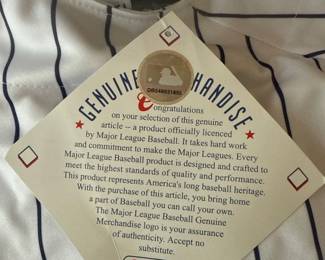 GENUINE MERCHANDISE
Congratulations
on your selection of this genuine
article – a product officially licenced
by Major League Baseball. It takes hard work
and commitment to make the Major Leagues. Every
Major League Baseball product is designed and crafted to
meet the highest standards of quality and performance.
This product represents America's long baseball heritage.
With the purchase of this article, you bring home
a part of Baseball you can call your own.
The Major League Baseball Genuine
Merchandise logo is your assurance
of authenticity. Accept no
substitute.